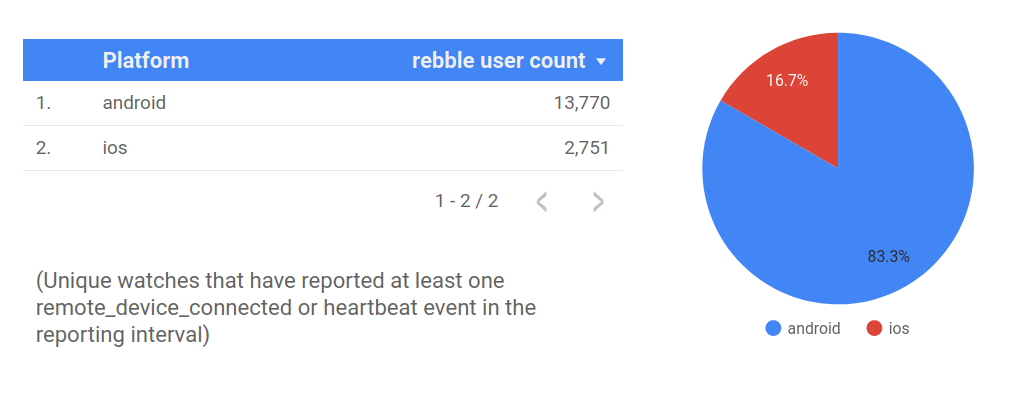 Platform rebble user count
1. android 13,770
2. ios 2,751
1 - 2 / 2
(Unique watches that have reported at least one
remote_device_connected or heartbeat event in the
reporting interval)
16.7%
83.3%
android ios